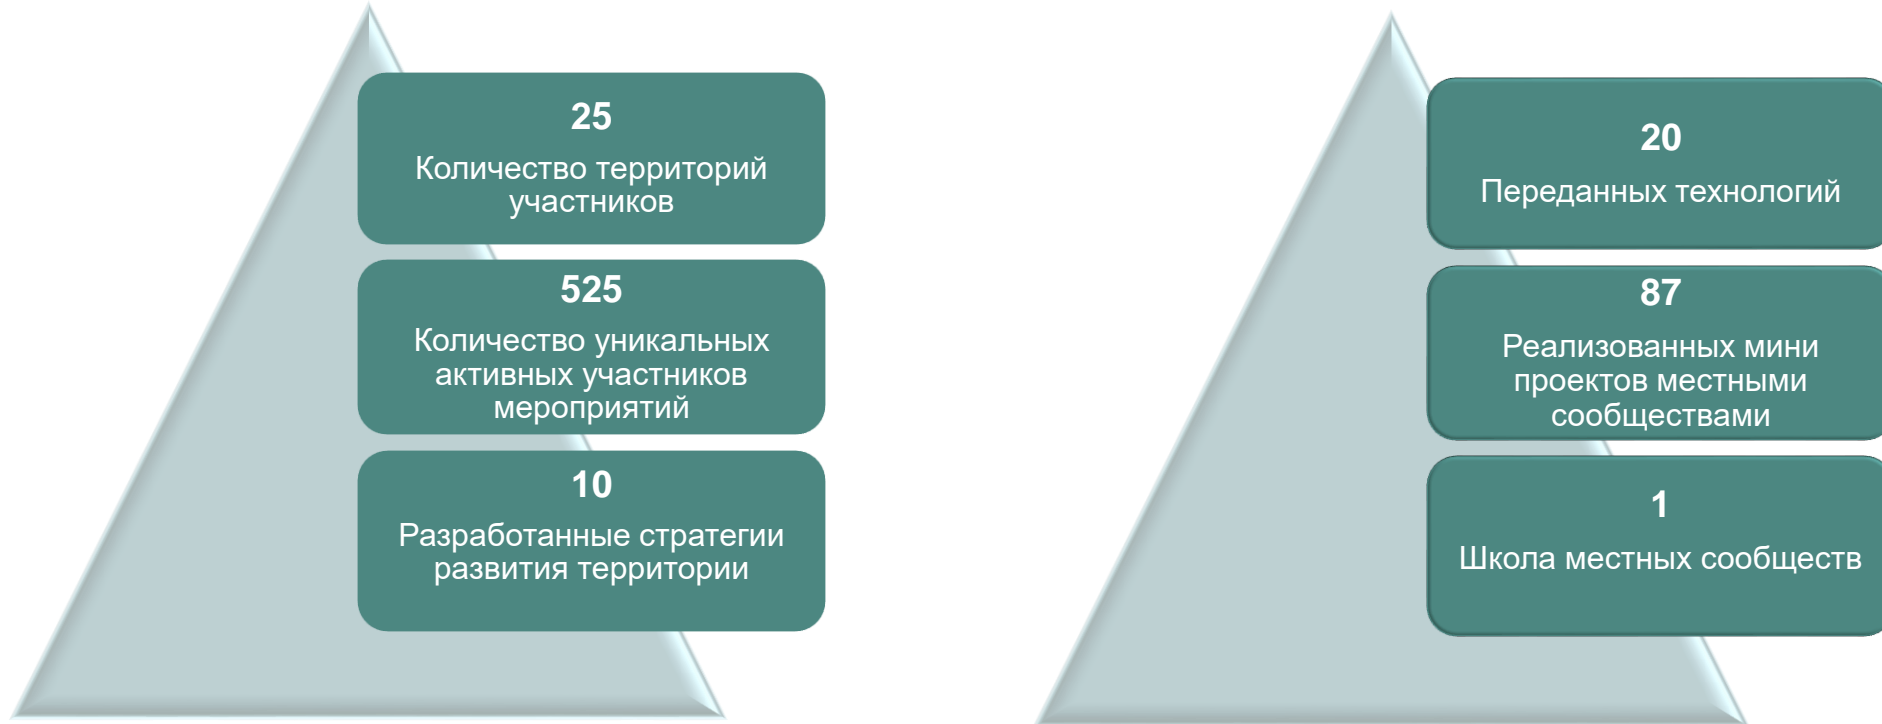 25
Количество территорий
участников
525
Количество уникальных
активных участников
мероприятий
10
Разработанные стратегии
развития территории
20
Переданных технологий
87
Реализованных мини
проектов местными
сообществами
1
Школа местных сообществ